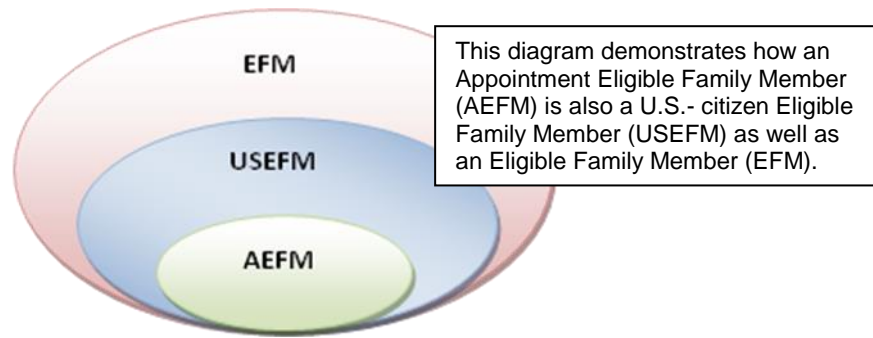 EFM
This diagram demonstrates how an
Appointment Eligible Family Member
(AEFM) is also a U.S.- citizen Eligible
Family Member (USEFM) as well as
an Eligible Family Member (EFM).
USEFM
AEFM